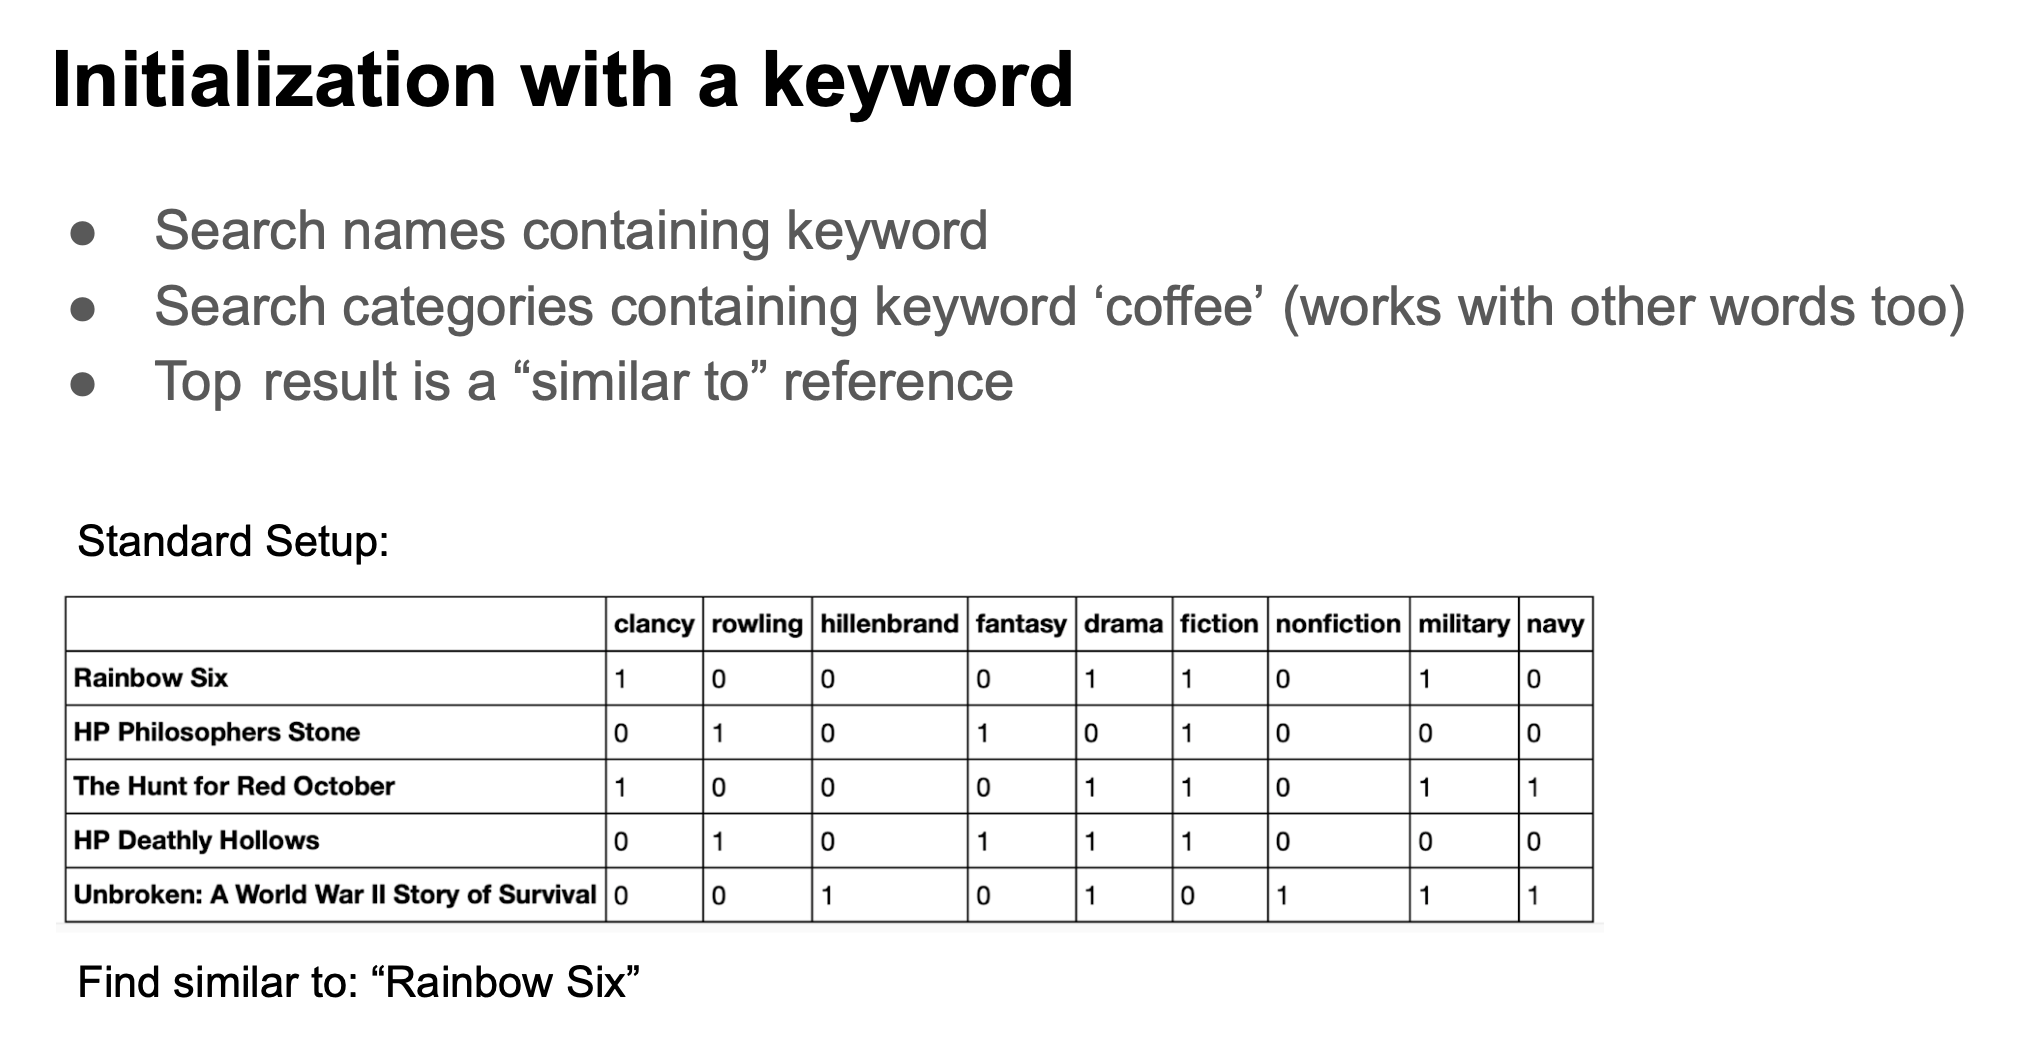 Initialization with a keyword
● Search names containing keyword
● Search categories containing keyword ‘coffee’ (works with other words too)
● Top result is a “similar to” reference
Standard Setup:
clancy rowling hillenbrand fantasy drama fiction nonfiction military navy
Rainbow Six 1 0 0 0 1 1 0 1 0
HP Philosophers Stone 0 1 0 1 0 1 0 0 0
The Hunt for Red October 1 0 0 0 1 1 0 1 1
HP Deathly Hollows 0 1 0 1 1 1 0 0 0
Unbroken: A World War II Story of Survival 0 0 1 0 1 0 1 1 1
Find similar to: “Rainbow Six”